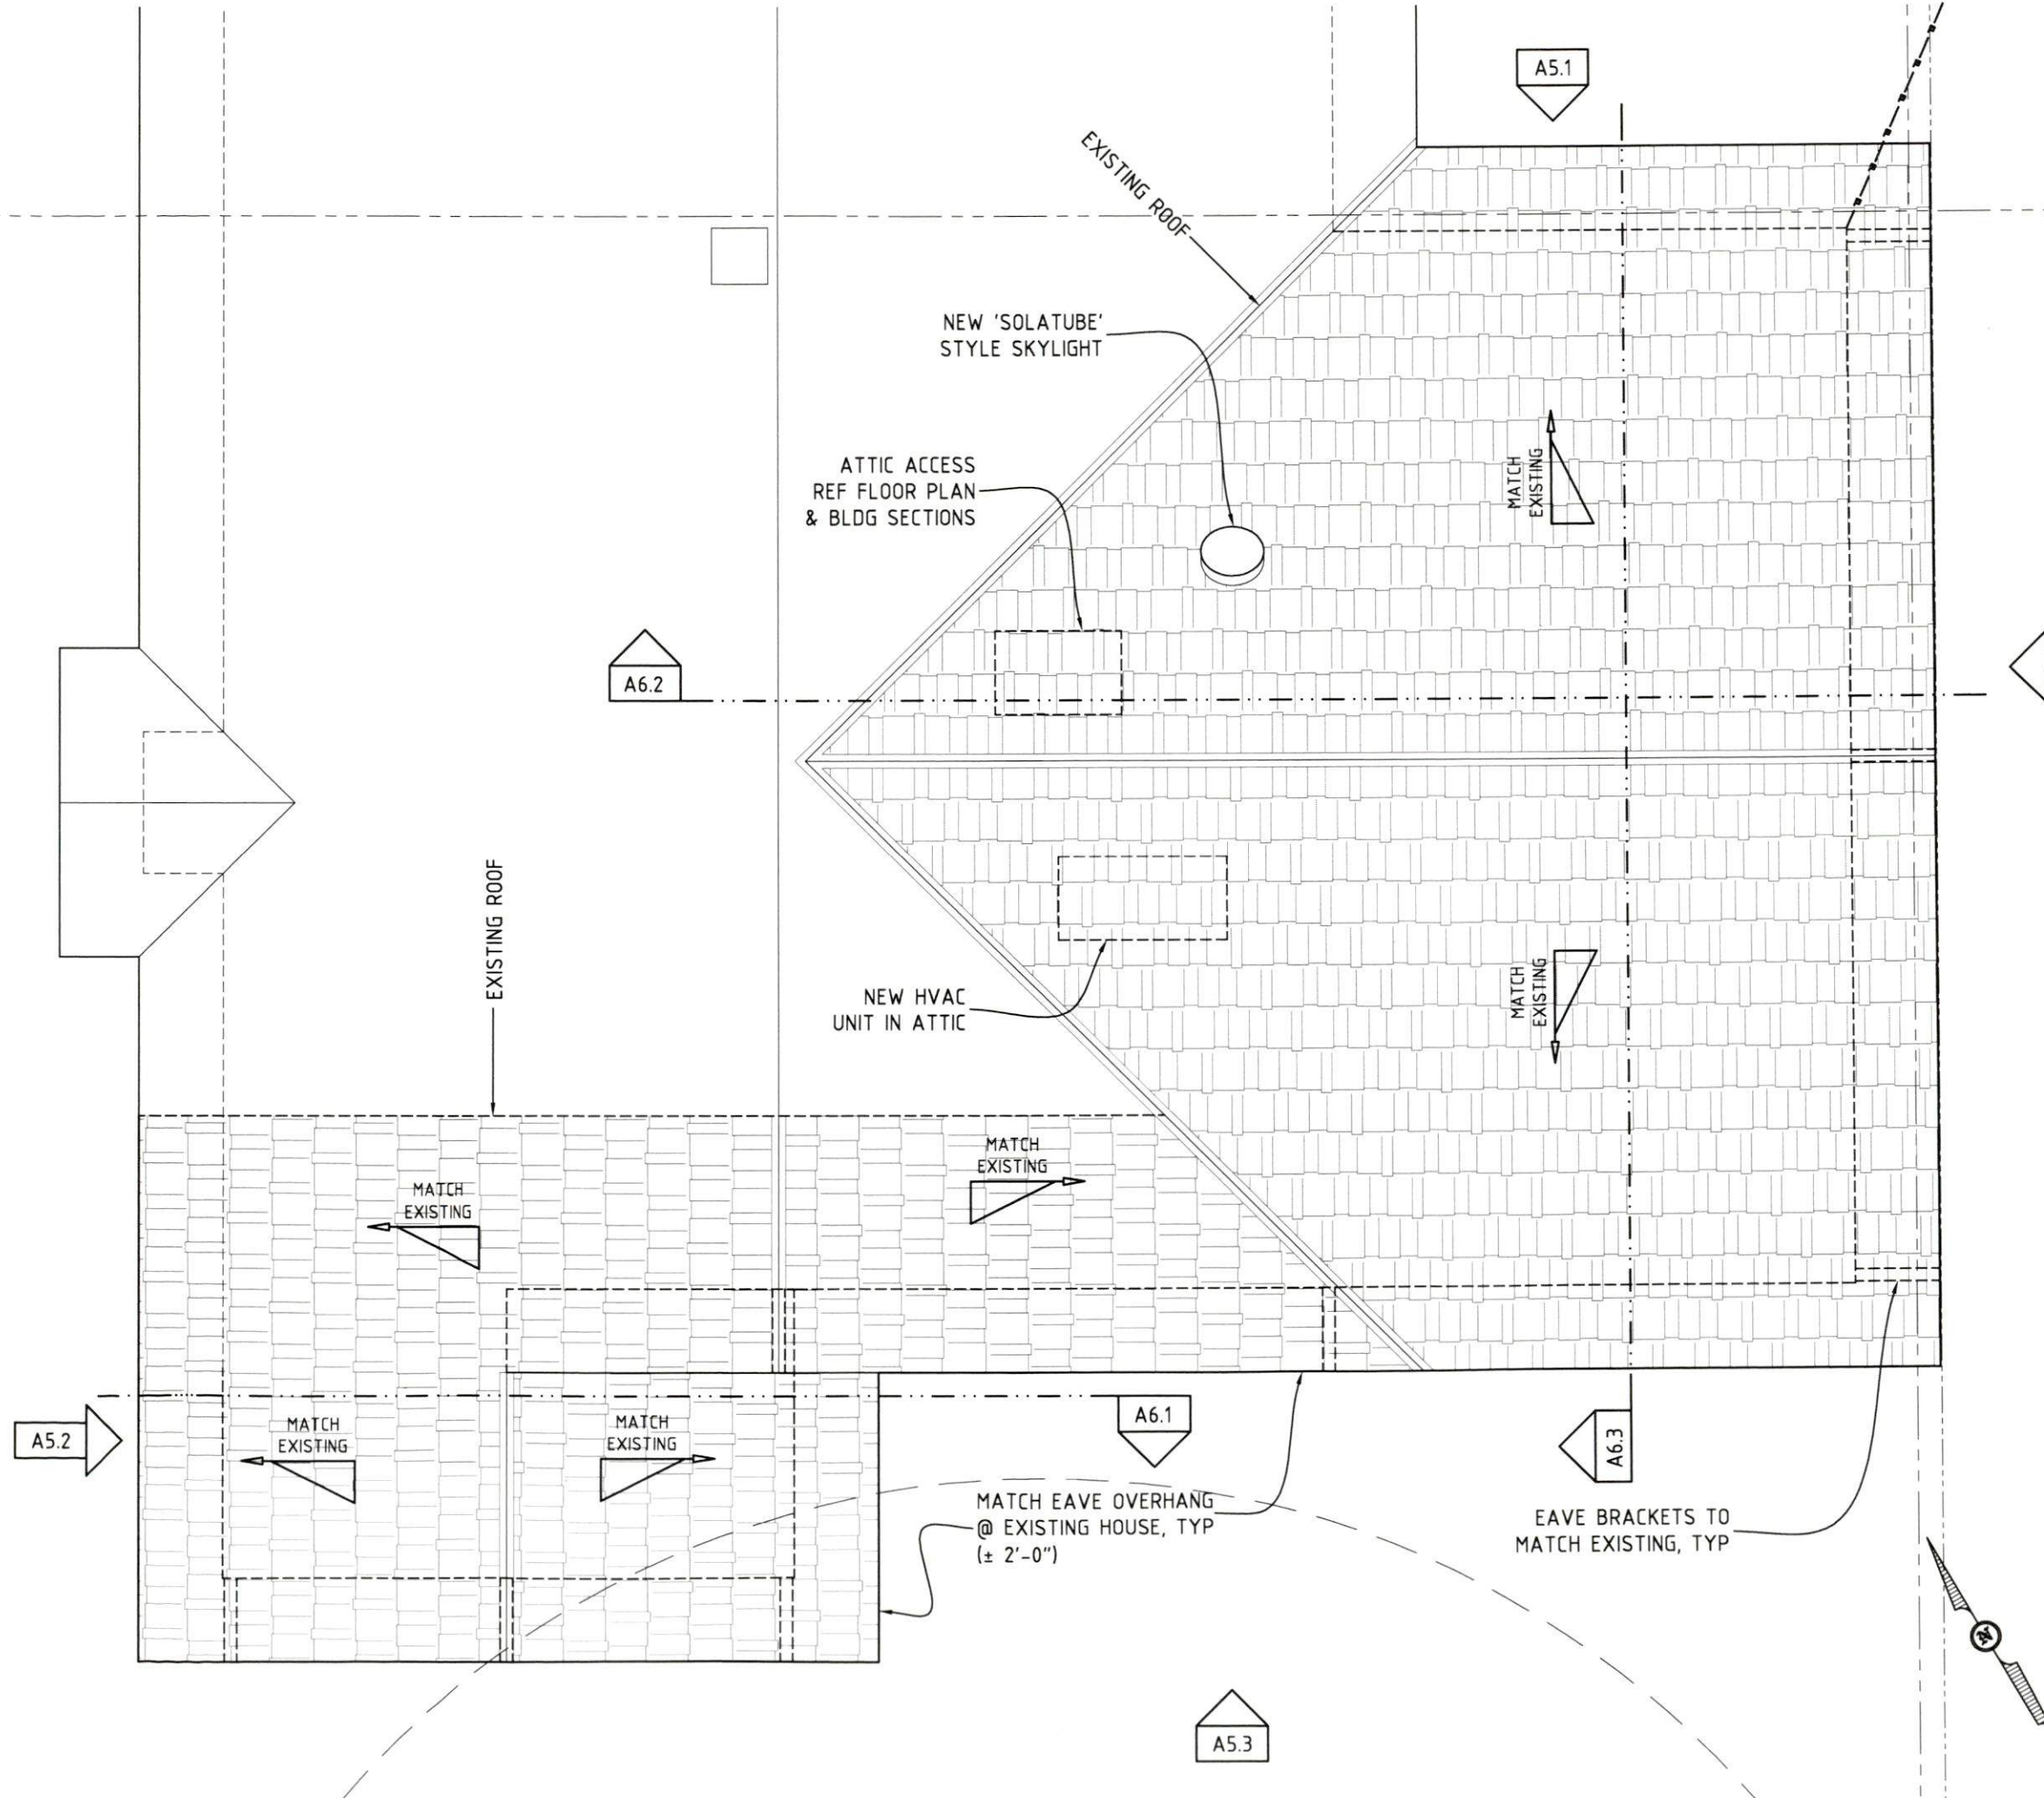 A5.1
EXISTING ROOF
NEW 'SOLATUBE'
STYLE SKYLIGHT
ATTIC ACCESS
REF FLOOR PLAN
& BLDG SECTIONS
MATCH
EXISTING
A6.2
EXISTING ROOF
NEW HVAC
UNIT IN ATTIC
MATCH
EXISTING
MATCH
EXISTING
MATCH
EXISTING
A5.2
MATCH
EXISTING
MATCH
EXISTING
A6.1
A6.3
MATCH EAVE OVERHANG
@ EXISTING HOUSE, TYP
(± 2'-0")
EAVE BRACKETS TO
MATCH EXISTING, TYP
N
A5.3